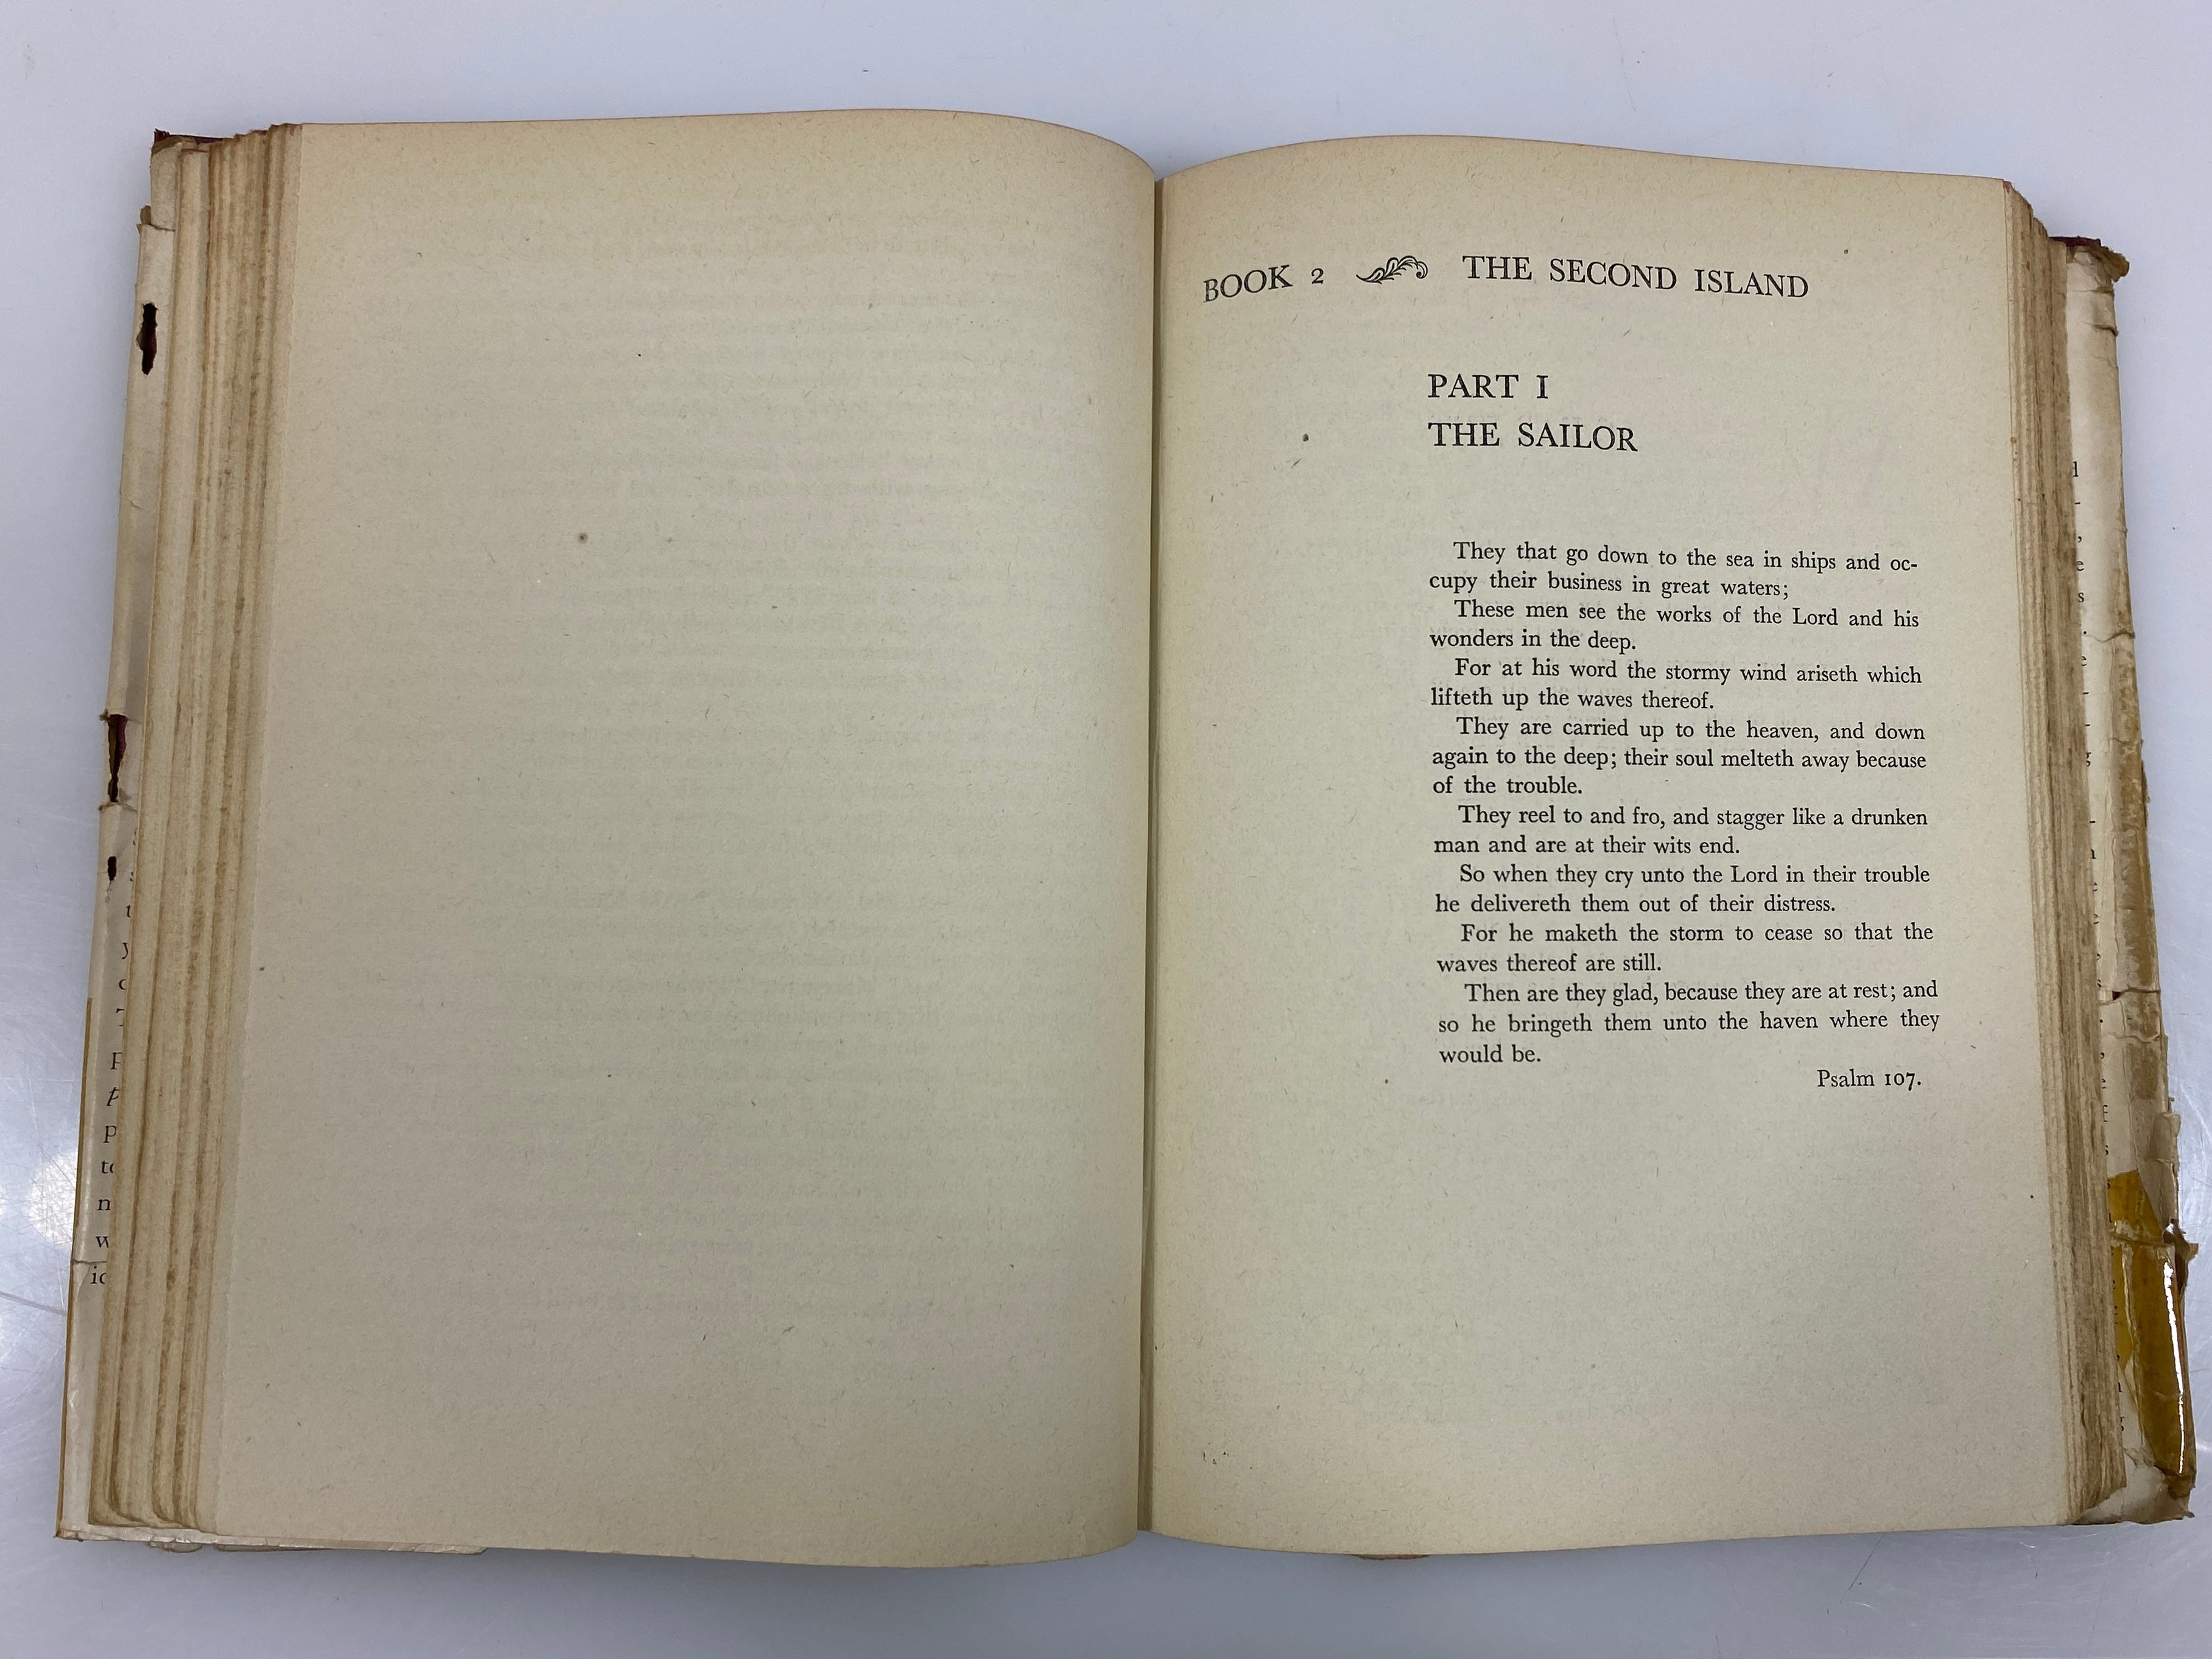 BOOK 2 THE SECOND ISLAND
PART I
THE SAILOR
They that go down to the sea in ships and oc-
cupy their business in great waters;
These men see the works of the Lord and his
wonders in the deep.
For at his word the stormy wind ariseth which
lifteth up the waves thereof.
They are carried up to the heaven, and down
again to the deep; their soul melteth away because
of the trouble.
They reel to and fro, and stagger like a drunken
man and are at their wits end.
So when they cry unto the Lord in their trouble
he delivereth them out of their distress.
For he maketh the storm to cease so that the
waves thereof are still.
Then are they glad, because they are at rest; and
so he bringeth them unto the haven where they
would be.
Psalm 107.